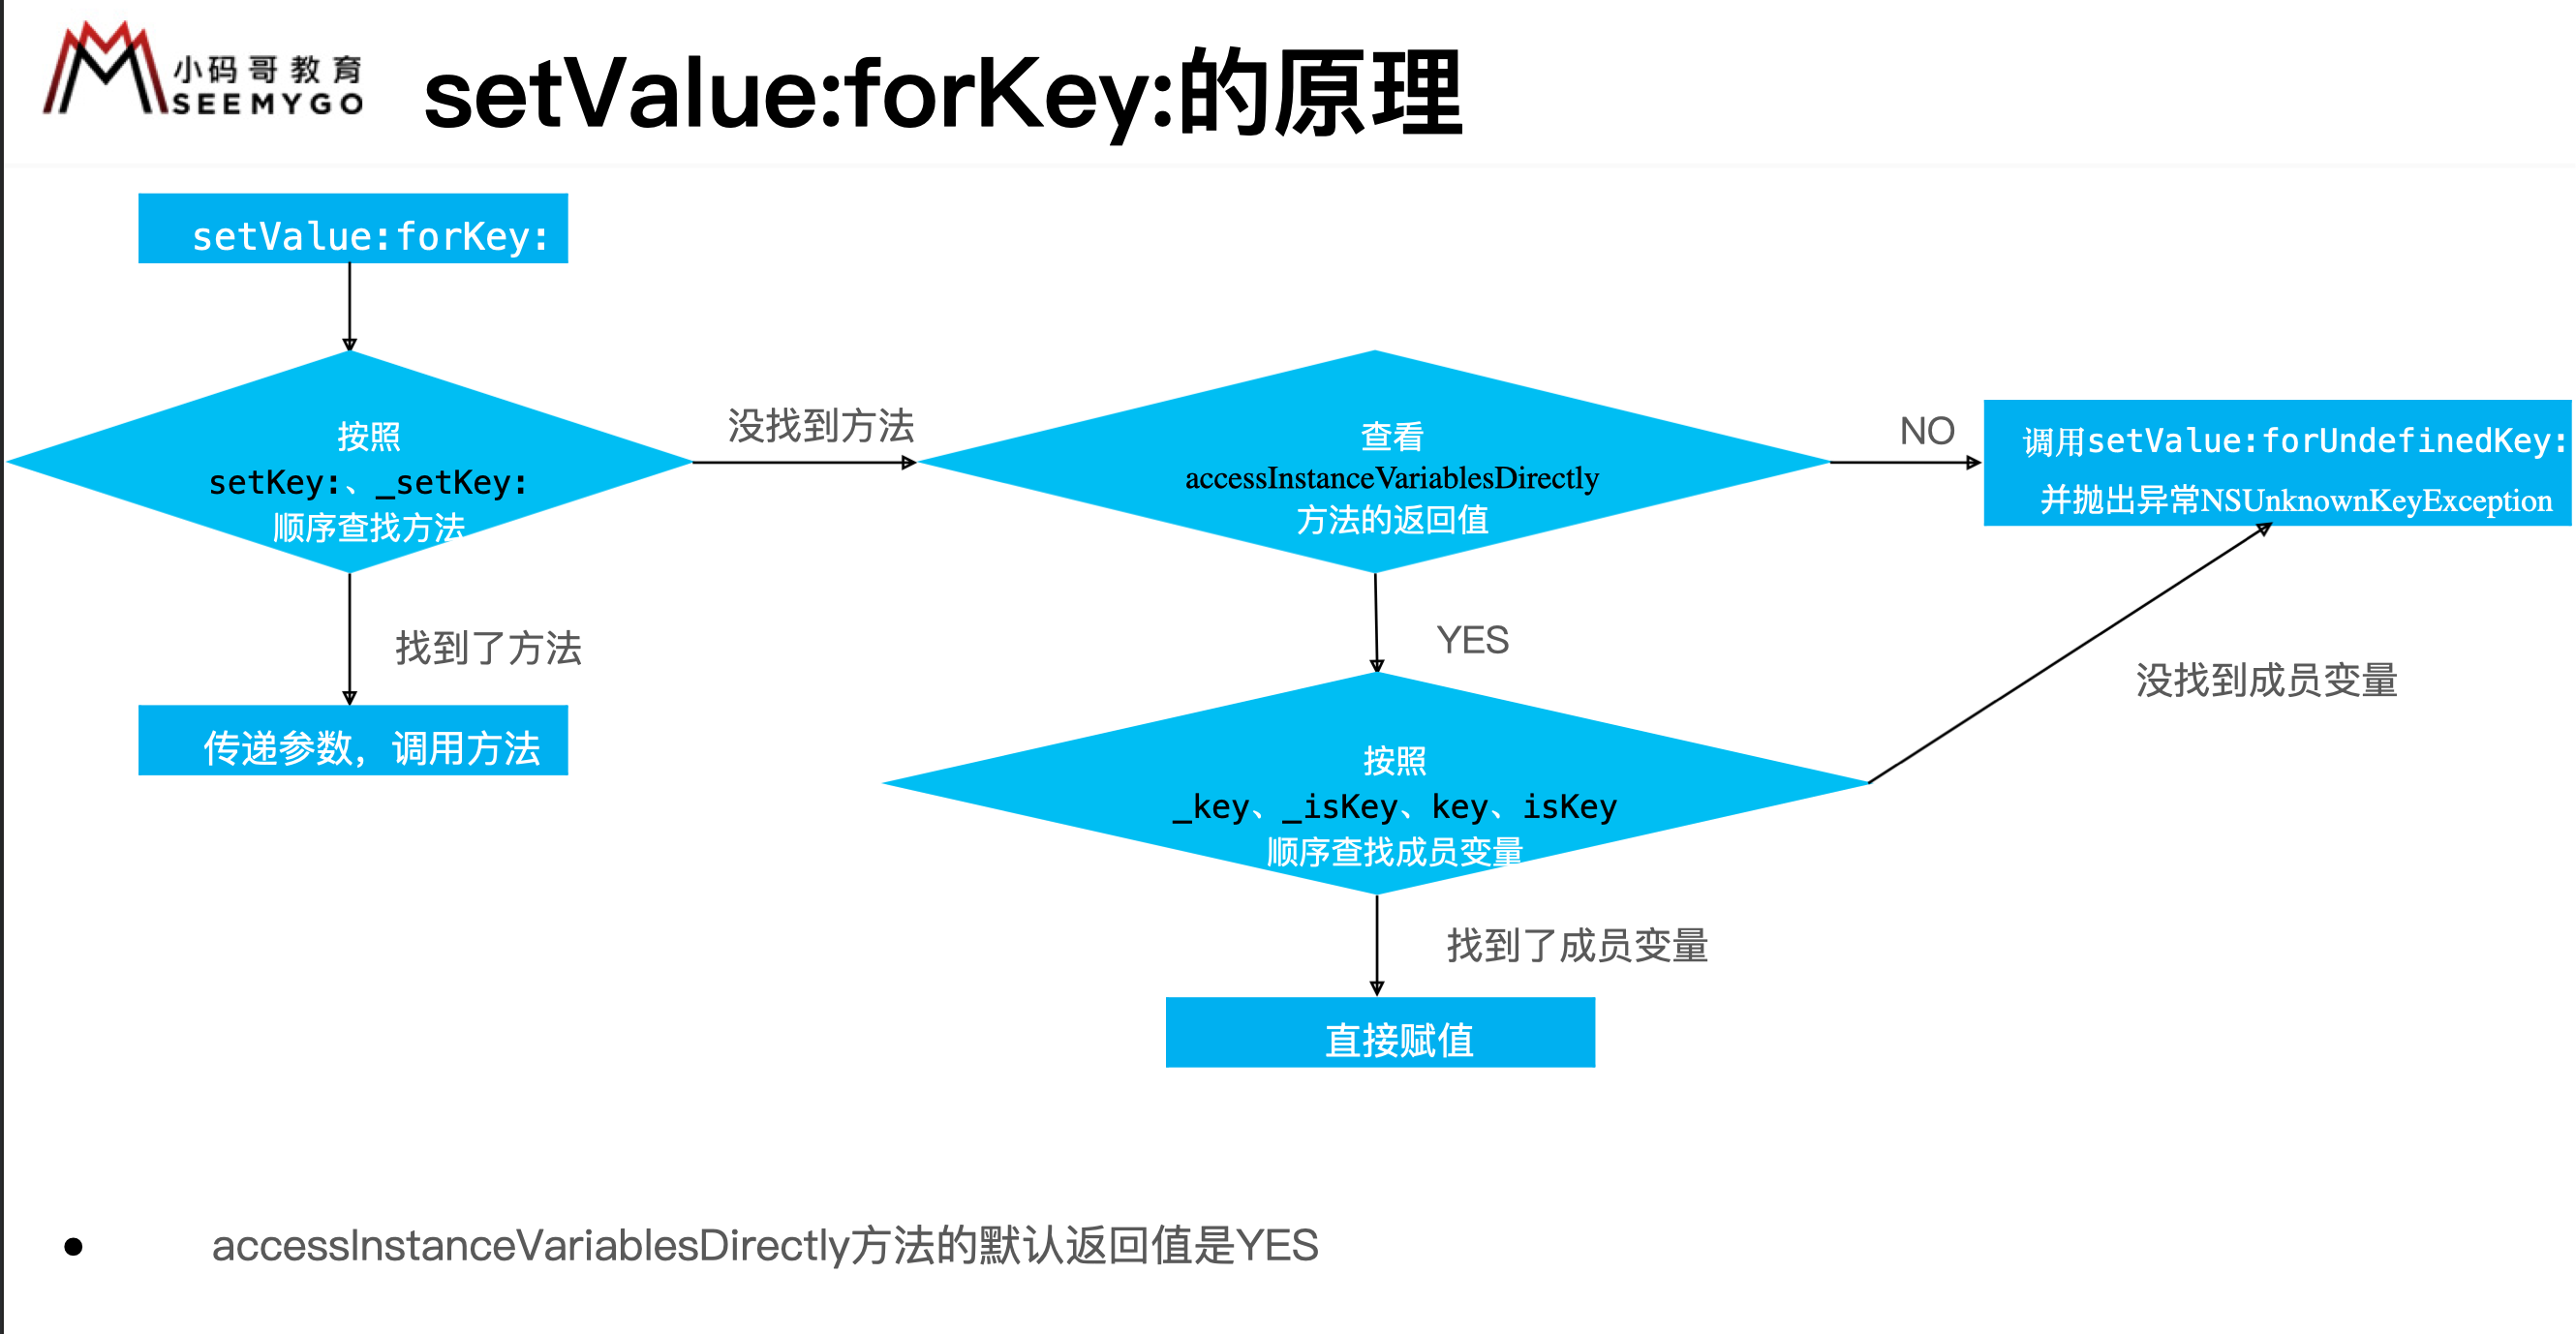 小码哥教育
SEEMYGO
setValue:forKey:的原理
setValue:forKey:
按照
setKey:、_setKey:
顺序查找方法
没找到方法
查看
accessInstanceVariablesDirectly
方法的返回值
NO
调用setValue:forUndefinedKey:
并抛出异常NSUnknownKeyException
找到了方法
传递参数，调用方法
YES
没找到成员变量
按照
_key、_isKey、key、isKey
顺序查找成员变量
找到了成员变量
直接赋值
• accessInstanceVariablesDirectly方法的默认返回值是YES